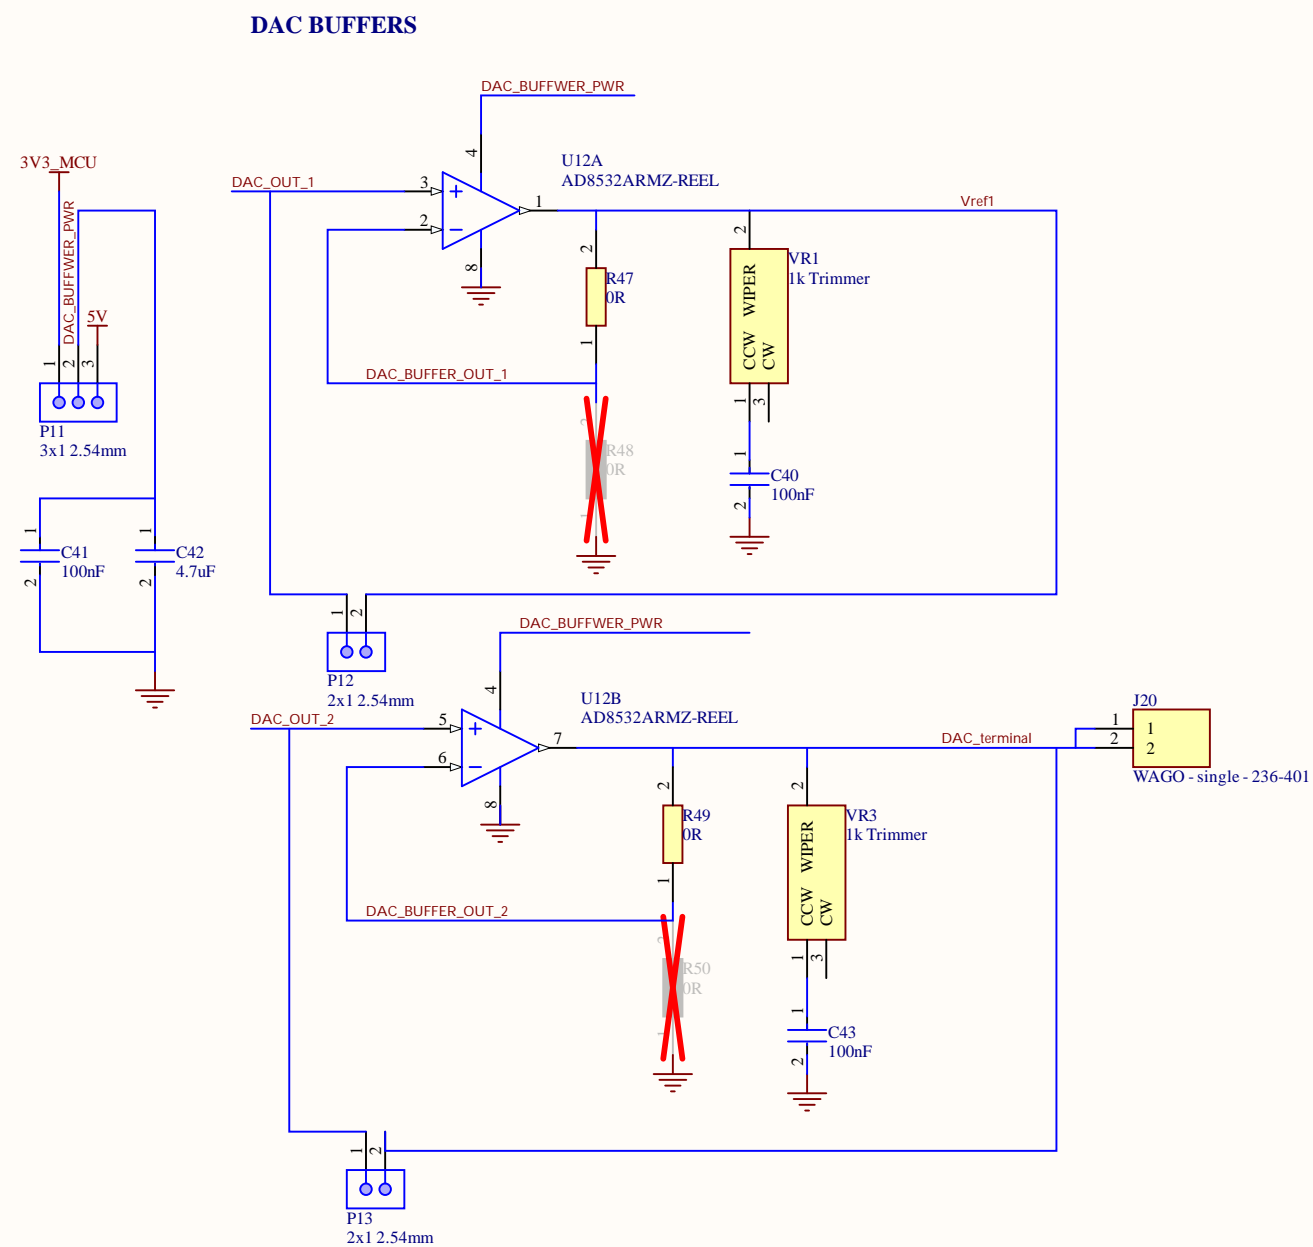 DAC BUFFERS
DAC_BUFFWER_PWR
4
U12A
AD8532ARMZ-REEL
DAC_OUT_1
3
2
1
8
Vref1
3V3_MCU
DAC_BUFFWER_PWR
5V
1
2
3
P11
3x1 2.54mm
2
R47
0R
1
DAC_BUFFER_OUT_1
2
R48
0R
1
2
VR1
1k Trimmer
WIPER
CCW
CW
1
3
1
C40
100nF
2
1
C41
100nF
2
1
C42
4.7uF
2
1
2
P12
2x1 2.54mm
DAC_BUFFWER_PWR
4
U12B
AD8532ARMZ-REEL
DAC_OUT_2
5
6
7
8
DAC_terminal
J20
1
2
1
2
WAGO - single - 236-401
2
R49
0R
1
DAC_BUFFER_OUT_2
2
R50
0R
1
2
VR3
1k Trimmer
WIPER
CCW
CW
1
3
1
C43
100nF
2
1
2
P13
2x1 2.54mm